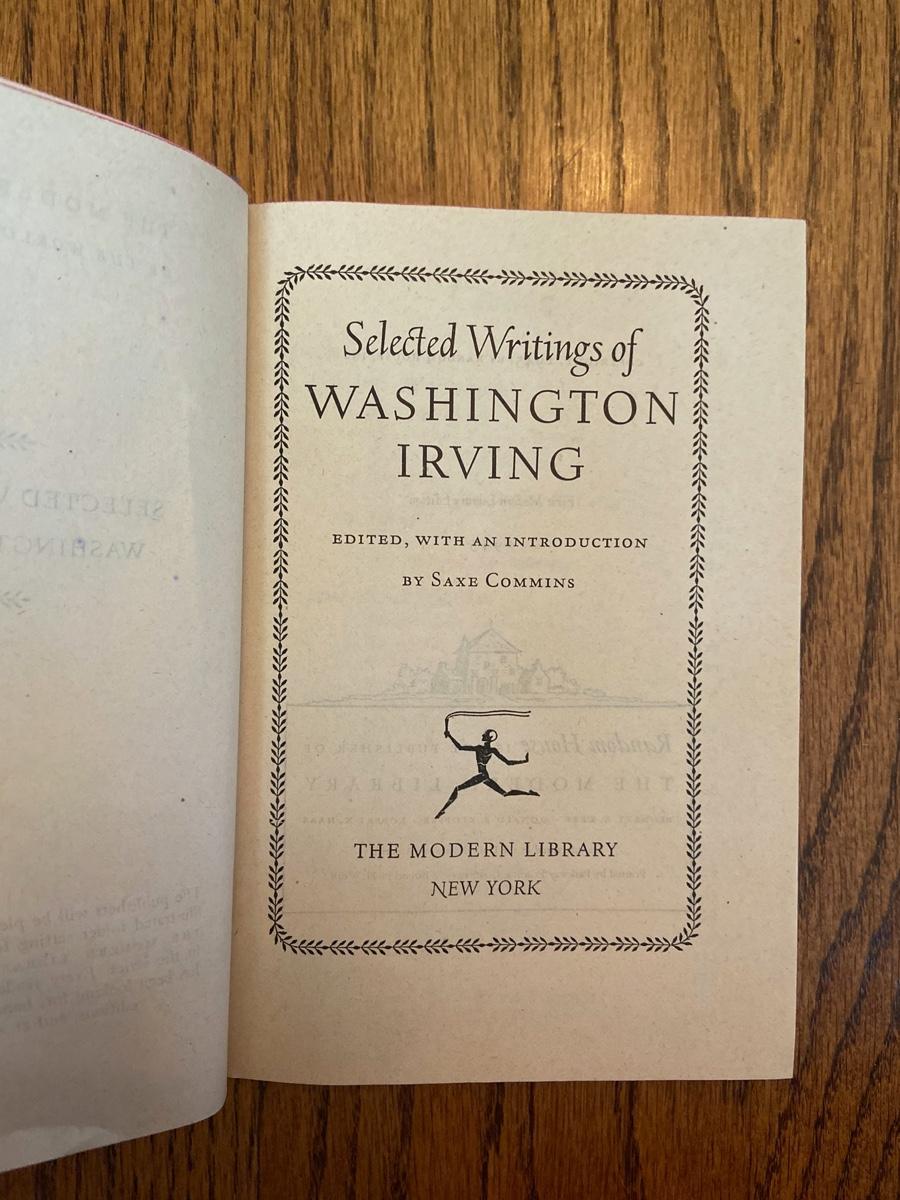 Selected Writings of
WASHINGTON
IRVING
EDITED, WITH AN INTRODUCTION
BY SAXE COMMINS
THE MODERN LIBRARY
NEW YORK